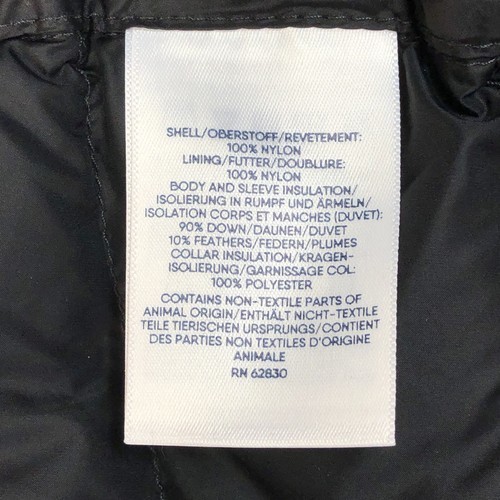 SHELL/OBERSTOFF/REVETEMENT:
100% NYLON
LINING/FUTTER/DOUBLURE:
100% NYLON
BODY AND SLEEVE INSULATION/
ISOLIERUNG IN RUMPF UND ÄRMELN/
ISOLATION CORPS ET MANCHES (DUVET):
90% DOWN/DAUNEN/DUVET
10% FEATHERS/FEDERN/PLUMES
COLLAR INSULATION/KRAGEN-
ISOLIERUNG/GARNISSAGE COL:
100% POLYESTER
CONTAINS NON-TEXTILE PARTS OF
ANIMAL ORIGIN/ENTHÄLT NICHT-TEXTILE
TEILE TIERISCHEN URSPRUNGS/CONTIENT
DES PARTIES NON TEXTILES D'ORIGINE
ANIMALE
RN 62830